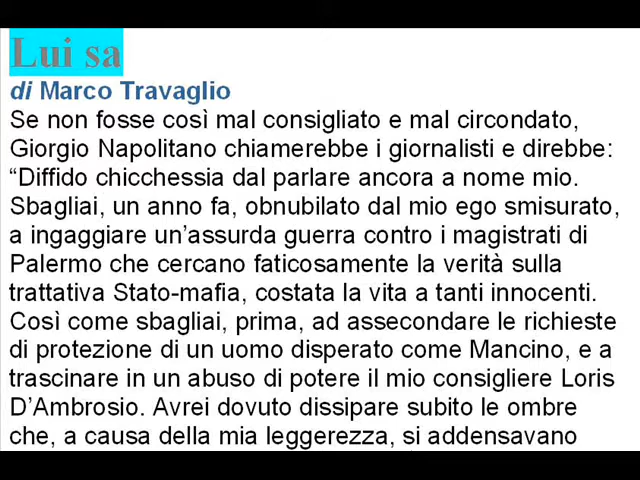 Lui sa
di Marco Travaglio
Se non fosse così mal consigliato e mal circondato,
Giorgio Napolitano chiamerebbe i giornalisti e direbbe:
“Diffido chicchessia dal parlare ancora a nome mio.
Sbagliai, un anno fa, obnubilato dal mio ego smisurato,
a ingaggiare un’assurda guerra contro i magistrati di
Palermo che cercano faticosamente la verità sulla
trattativa Stato-mafia, costata la vita a tanti innocenti.
Così come sbagliai, prima, ad assecondare le richieste
di protezione di un uomo disperato come Mancino, e a
trascinare in un abuso di potere il mio consigliere Loris
D’Ambrosio. Avrei dovuto dissipare subito le ombre
che, a causa della mia leggerezza, si addensavano